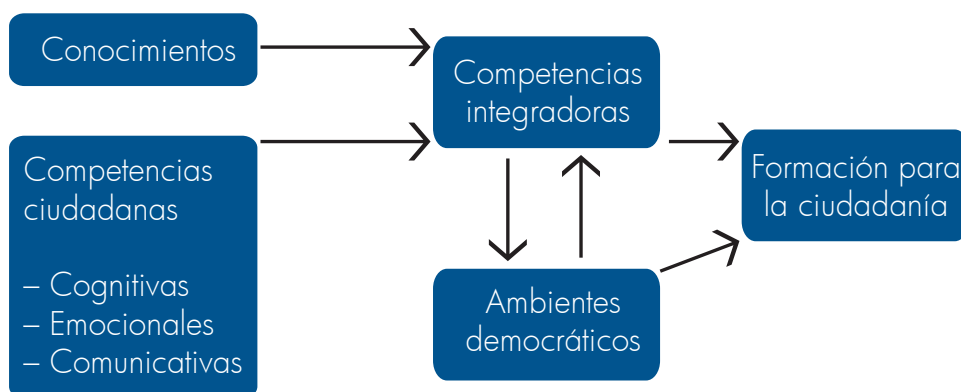 Conocimientos
Competencias
ciudadanas
– Cognitivas
– Emocionales
– Comunicativas
Competencias
integradoras
Ambientes
democráticos
Formación para
la ciudadanía